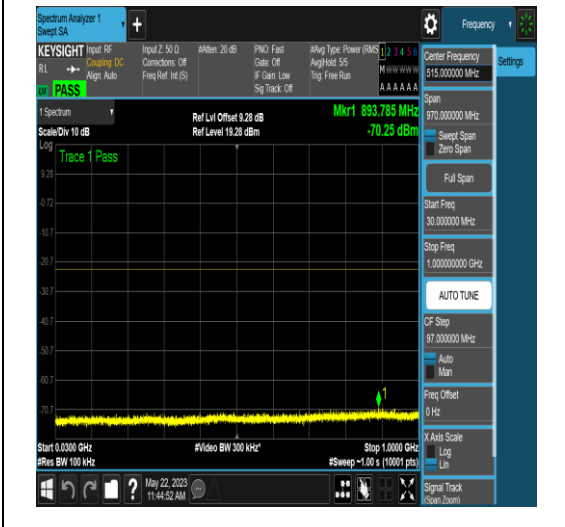 Spectrum Analyzer 1
Swept SA
Frequency
KEYSIGHT
RL
PASS
Input: RF
Coupling: DC
Align: Auto
Input Z: 50 Ω
Corrections: Off
Freq Ref: Int (S)
#Atten: 20 dB
PNO: Fast
Gate: Off
IF Gain: Low
Sig Track: Off
#Avg Type: Power (RMS
Avg|Hold: 5/5
Trig: Free Run
1 2 3 4 5 6
M W W W W W
A A A A A A
Center Frequency
515.000000 MHz
Settings
Span
970.000000 MHz
Swept Span
Zero Span
Full Span
Start Freq
30.000000 MHz
Stop Freq
1.000000000 GHz
AUTO TUNE
CF Step
97.000000 MHz
Auto
Man
Freq Offset
0 Hz
X Axis Scale
Log
Lin
Signal Track
(Span Zoom)
1 Spectrum
Scale/Div 10 dB
Ref Lvl Offset 9.28 dB
Ref Level 19.28 dBm
Mkr1 893.785 MHz
-70.25 dBm
Log
Trace 1 Pass
9.28
-0.72
-10.7
-20.7
-30.7
-40.7
-50.7
-60.7
-70.7
1
Start 0.0300 GHz
#Res BW 100 kHz
#Video BW 300 kHz*
Stop 1.0000 GHz
#Sweep ~1.00 s (10001 pts)
May 22, 2023
11:44:52 AM